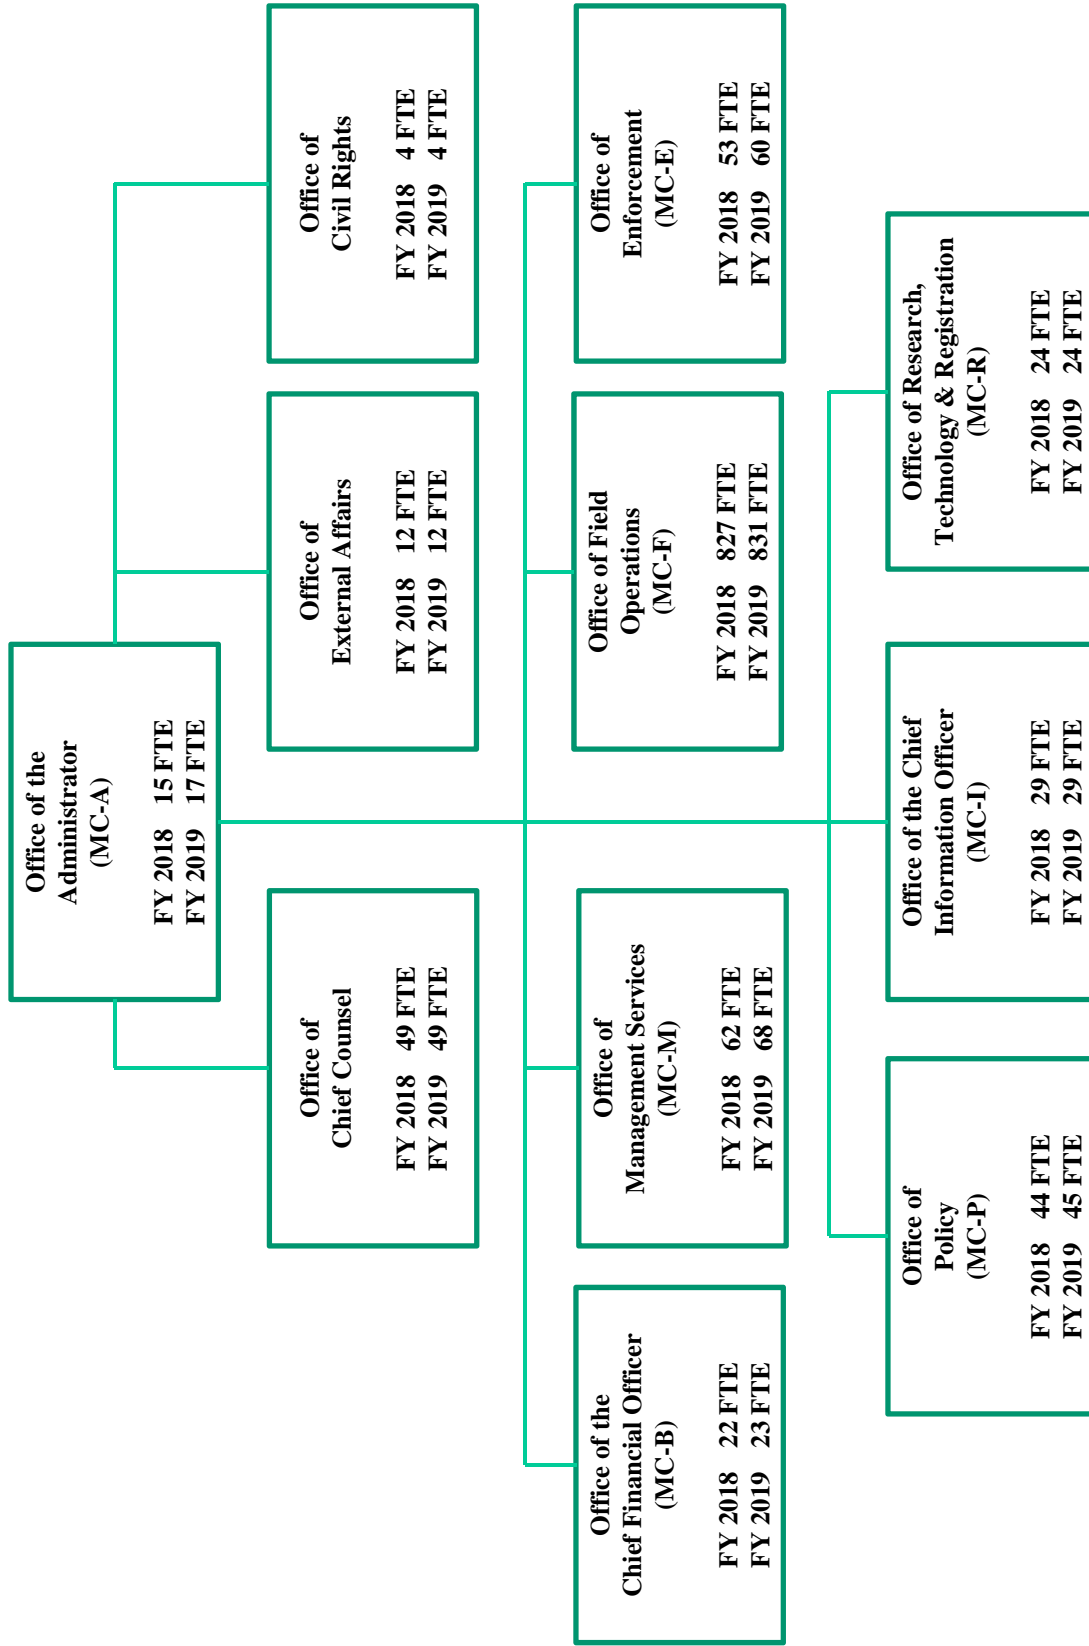 Office of the
Administrator
(MC-A)
FY 2018 15 FTE
FY 2019 17 FTE
Office of
Chief Counsel
FY 2018 49 FTE
FY 2019 49 FTE
Office of
External Affairs
FY 2018 12 FTE
FY 2019 12 FTE
Office of
Civil Rights
FY 2018 4 FTE
FY 2019 4 FTE
Office of the
Chief Financial Officer
(MC-B)
FY 2018 22 FTE
FY 2019 23 FTE
Office of
Management Services
(MC-M)
FY 2018 62 FTE
FY 2019 68 FTE
Office of Field
Operations
(MC-F)
FY 2018 827 FTE
FY 2019 831 FTE
Office of
Enforcement
(MC-E)
FY 2018 53 FTE
FY 2019 60 FTE
Office of
Policy
(MC-P)
FY 2018 44 FTE
FY 2019 45 FTE
Office of the Chief
Information Officer
(MC-I)
FY 2018 29 FTE
FY 2019 29 FTE
Office of Research,
Technology & Registration
(MC-R)
FY 2018 24 FTE
FY 2019 24 FTE